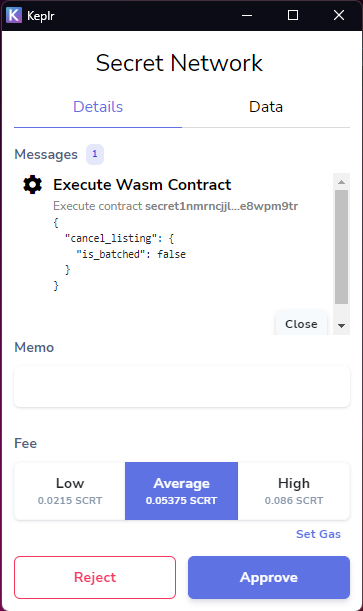 Keplr
Secret Network
Details Data
Messages 1
Execute Wasm Contract
Execute contract secret1nmrncjjl...e8wpm9tr
{
"cancel_listing": {
"is_batched": false
}
}
Close
Memo
Fee
Low Average High
0.0215 SCRT 0.05375 SCRT 0.086 SCRT
Set Gas
Reject Approve